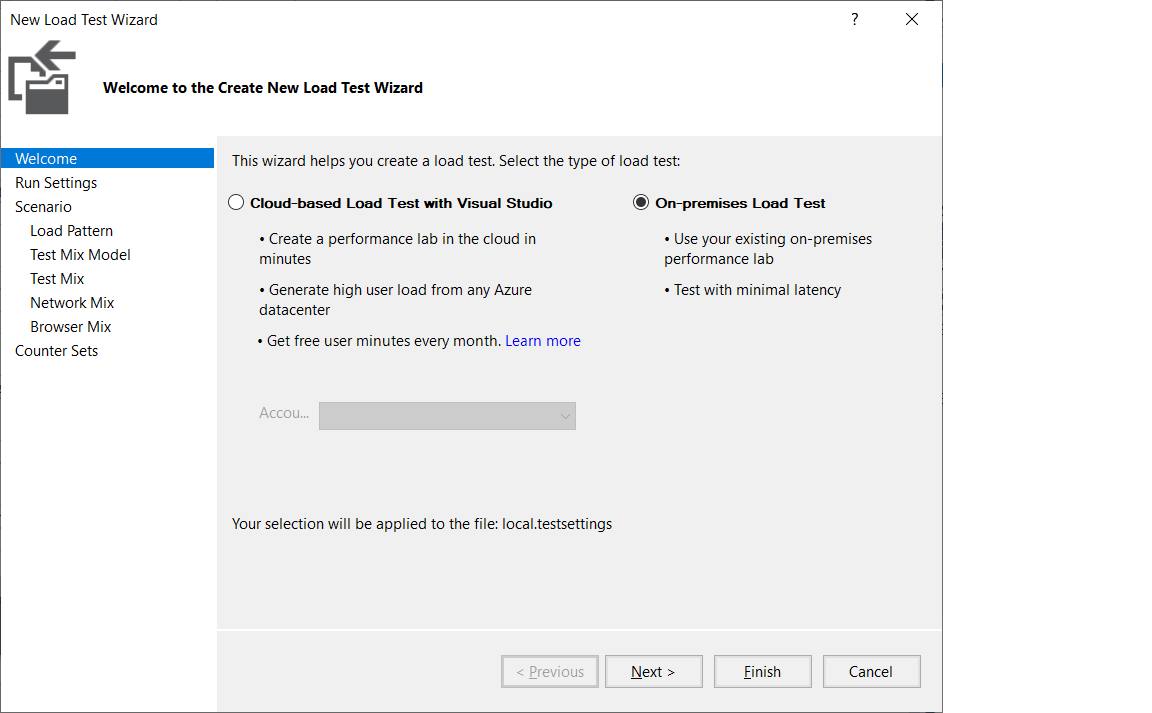 New Load Test Wizard
?
Welcome to the Create New Load Test Wizard
Welcome
Run Settings
Scenario
Load Pattern
Test Mix Model
Test Mix
Network Mix
Browser Mix
Counter Sets
This wizard helps you create a load test. Select the type of load test:
Cloud-based Load Test with Visual Studio
• Create a performance lab in the cloud in
minutes
• Generate high user load from any Azure
datacenter
• Get free user minutes every month. Learn more
Accou...
On-premises Load Test
• Use your existing on-premises
performance lab
• Test with minimal latency
Your selection will be applied to the file: local.testsettings
< Previous
Next >
Finish
Cancel